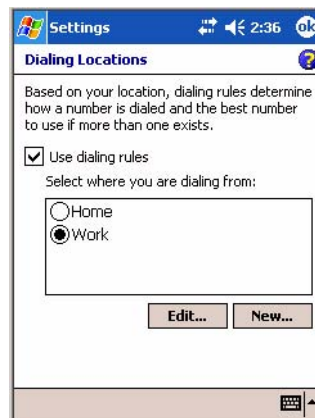 Settings 2:36 ok
Dialing Locations ?
Based on your location, dialing rules determine
how a number is dialed and the best number
to use if more than one exists.
Use dialing rules
Select where you are dialing from:
Home
Work
Edit... New...